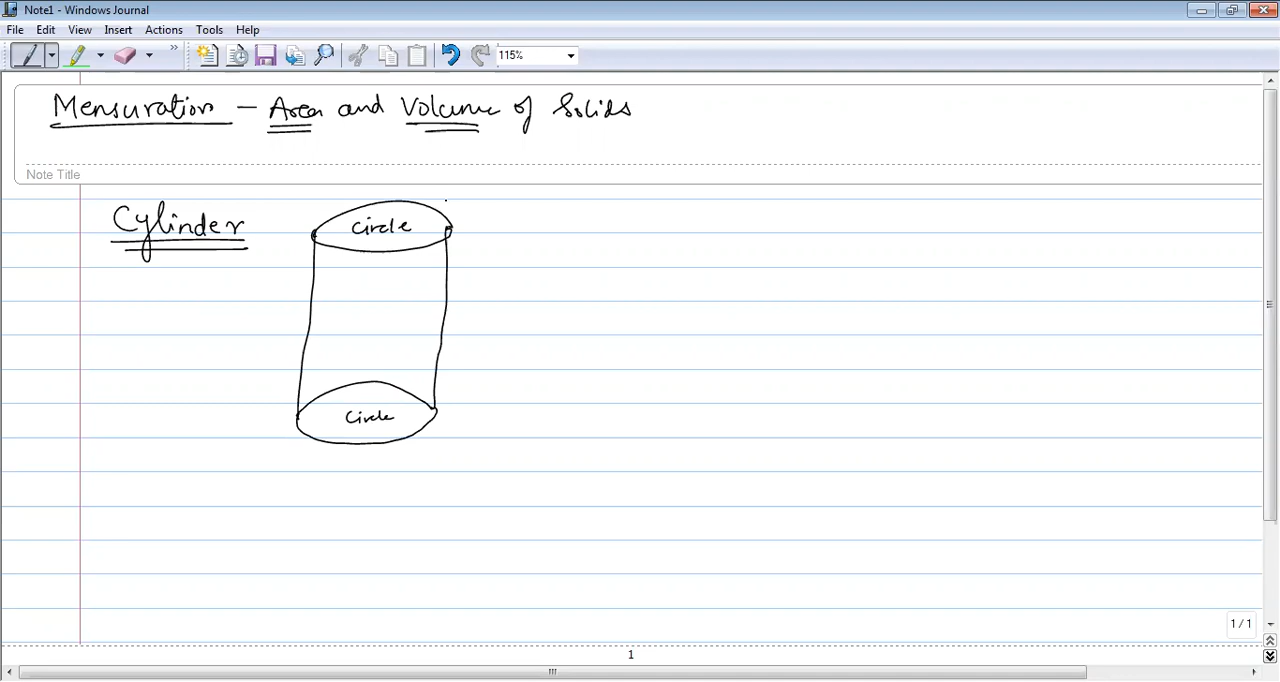 Note1 - Windows Journal
File Edit View Insert Actions Tools Help
» 115%
Mensuration – Area and Volume of Solids
Note Title
Cylinder
Circle
Circle
1 / 1
1